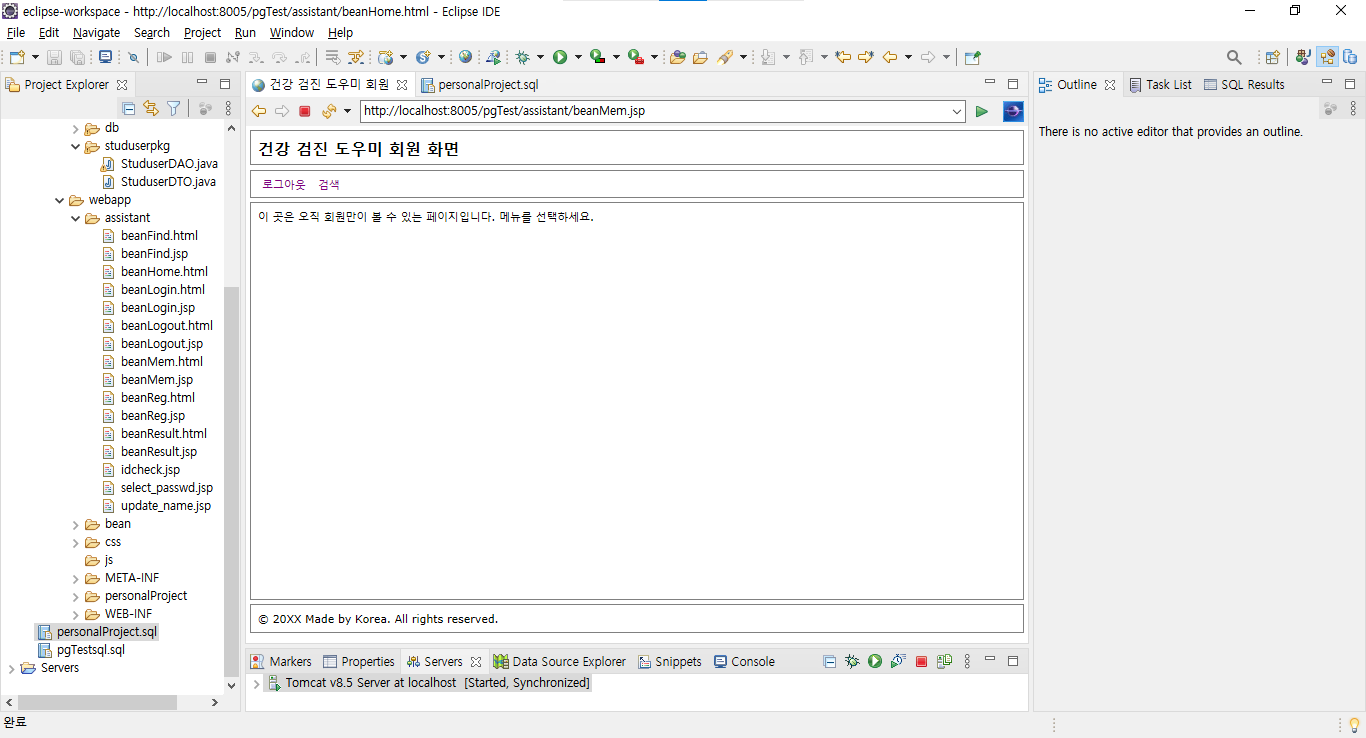 eclipse-workspace - http://localhost:8005/pgTest/assistant/beanHome.html - Eclipse IDE
File Edit Navigate Search Project Run Window Help
Project Explorer
db
studuserpkg
StuduserDAO.java
StuduserDTO.java
webapp
assistant
beanFind.html
beanFind.jsp
beanHome.html
beanLogin.html
beanLogin.jsp
beanLogout.html
beanLogout.jsp
beanMem.html
beanMem.jsp
beanReg.html
beanReg.jsp
beanResult.html
beanResult.jsp
idcheck.jsp
select_passwd.jsp
update_name.jsp
bean
css
js
META-INF
personalProject
WEB-INF
personalProject.sql
pgTestsql.sql
Servers
건강 검진 도우미 회원 personalProject.sql
http://localhost:8005/pgTest/assistant/beanMem.jsp
건강 검진 도우미 회원 화면
로그아웃 검색
이 곳은 오직 회원만이 볼 수 있는 페이지입니다. 메뉴를 선택하세요.
© 20XX Made by Korea. All rights reserved.
Markers Properties Servers Data Source Explorer Snippets Console
Tomcat v8.5 Server at localhost [Started, Synchronized]
Outline Task List SQL Results
There is no active editor that provides an outline.
완료